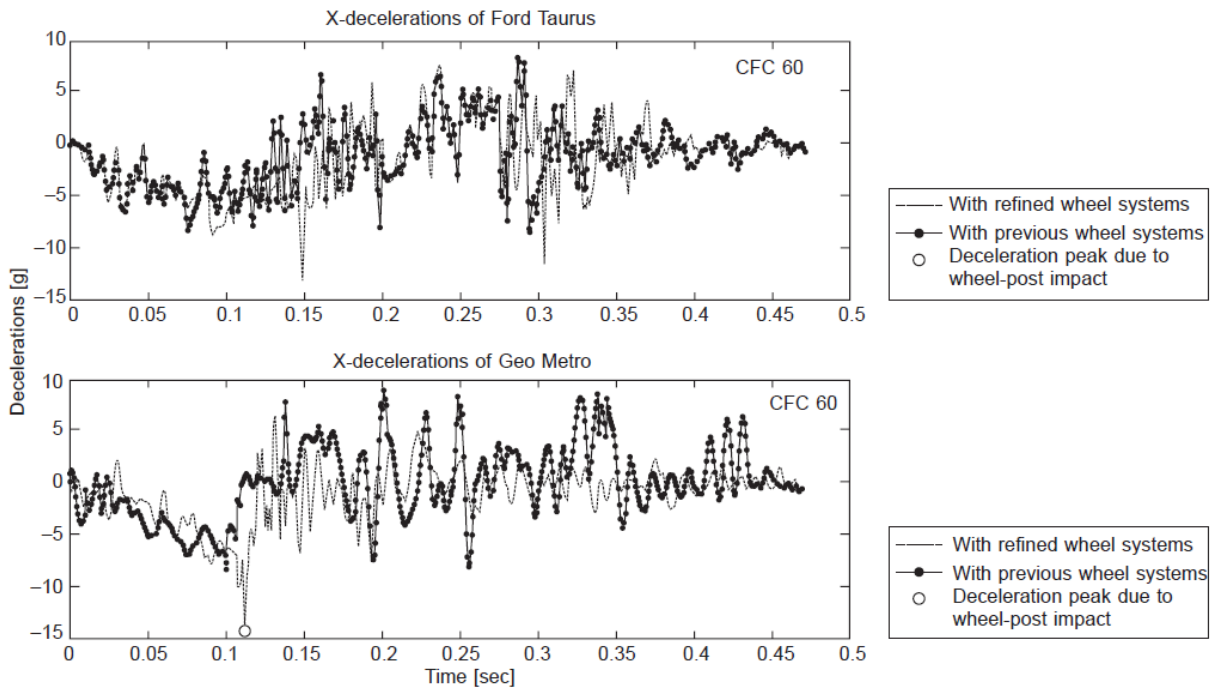 X-decelerations of Ford Taurus
10
5
0
–5
–10
–15
CFC 60
0 0.05 0.1 0.15 0.2 0.25 0.3 0.35 0.4 0.45 0.5
With refined wheel systems
With previous wheel systems
Deceleration peak due to
wheel-post impact
Decelerations [g]
X-decelerations of Geo Metro
10
5
0
–5
–10
–15
CFC 60
0 0.05 0.1 0.15 0.20 0.25 0.3 0.35 0.4 0.45 0.5
Time [sec]
With refined wheel systems
With previous wheel systems
Deceleration peak due to
wheel-post impact